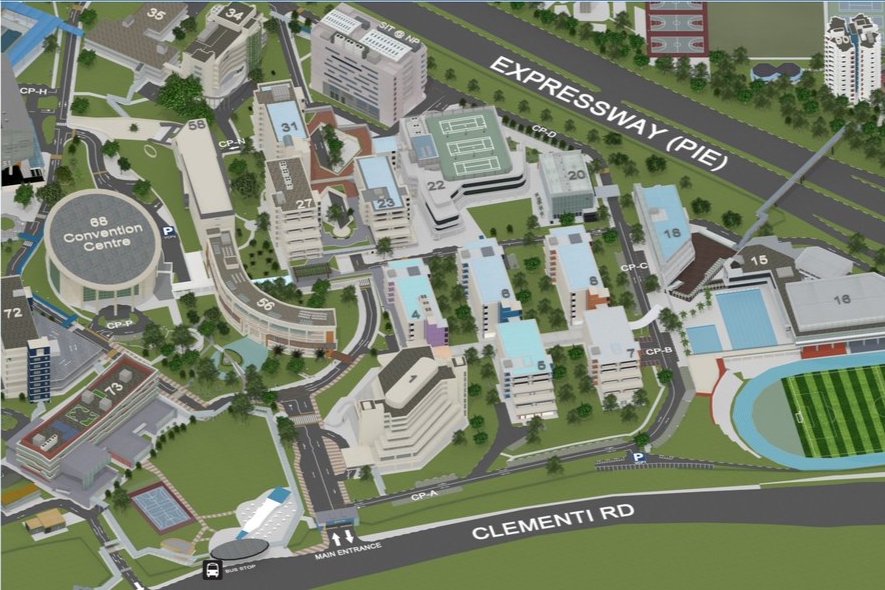 35
34
SIT @ NP
EXPRESSWAY (PIE)
CP-H
58
CP-N
31
CP-D
22
20
27
23
68
Convention
Centre
P
18
15
CP-C
16
56
4
6
8
72
CP-P
1
5
7
CP-B
73
P
CP-A
CLEMENTI RD
MAIN ENTRANCE
BUS STOP